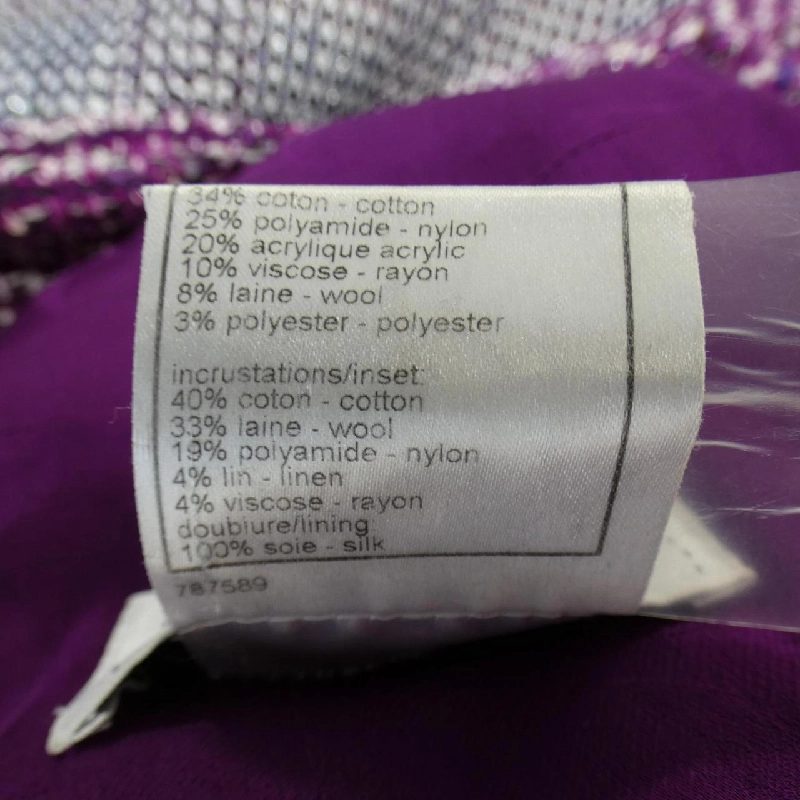 34% coton - cotton
25% polyamide - nylon
20% acrylique acrylic
10% viscose - rayon
8% laine - wool
3% polyester - polyester
incrustations/inset:
40% coton - cotton
33% laine - wool
19% polyamide - nylon
4% lin - linen
4% viscose - rayon
doublure/lining
100% soie - silk
787589